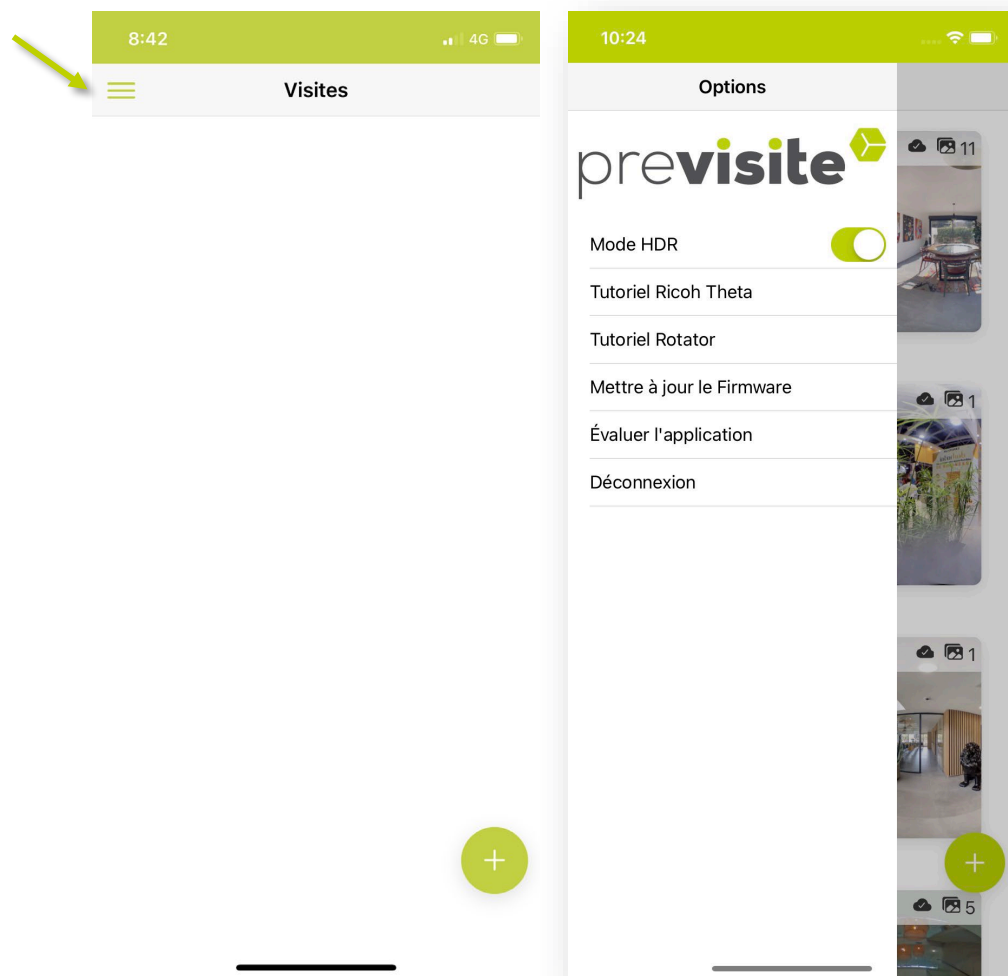 8:42
4G
Visites
10:24
Options
previsite
11
Mode HDR
Tutoriel Ricoh Theta
Tutoriel Rotator
Mettre à jour le Firmware
1
Évaluer l'application
Déconnexion
1
5